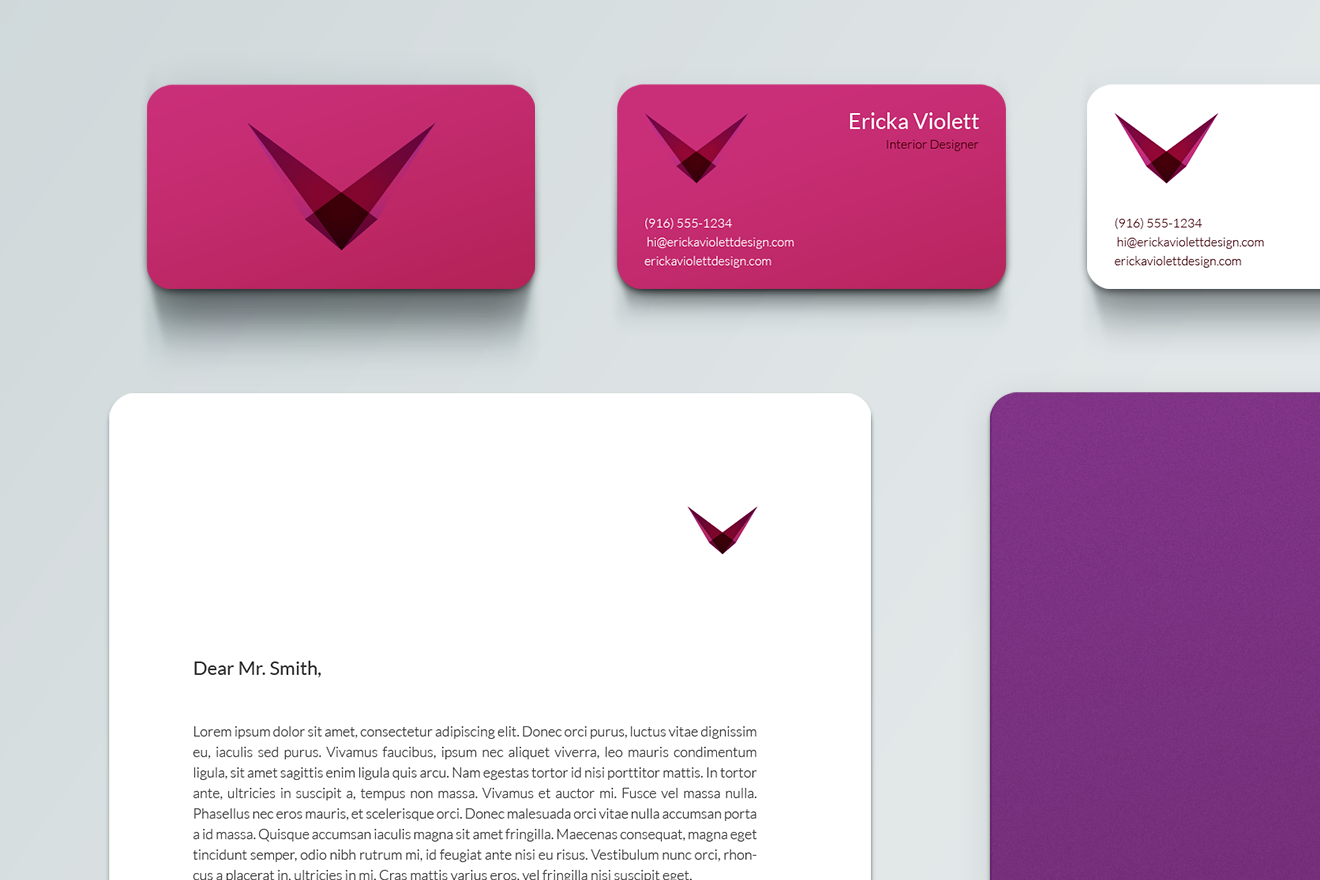 Ericka Violett
Interior Designer
(916) 555-1234
hi@erickaviolettdesign.com
erickaviolettdesign.com
(916) 555-1234
hi@erickaviolettdesign.com
erickaviolettdesign.com
Dear Mr. Smith,
Lorem ipsum dolor sit amet, consectetur adipiscing elit. Donec orci purus, luctus vitae dignissim
eu, iaculis sed purus. Vivamus faucibus, ipsum nec aliquet viverra, leo mauris condimentum
ligula, sit amet sagittis enim ligula quis arcu. Nam egestas tortor id nisi porttitor mattis. In tortor
ante, ultricies in suscipit a, tempus non massa. Vivamus et auctor mi. Fusce vel massa nulla.
Phasellus nec eros mauris, et scelerisque orci. Donec malesuada orci vitae nulla accumsan porta
a id massa. Quisque accumsan iaculis magna sit amet fringilla. Maecenas consequat, magna eget
tincidunt semper, odio nibh rutrum mi, id feugiat ante nisi eu risus. Vestibulum nunc orci, rhon-
cus a placerat in, ultricies in mi. Cras mattis varius eros, vel fringilla nisi suscipit eget.